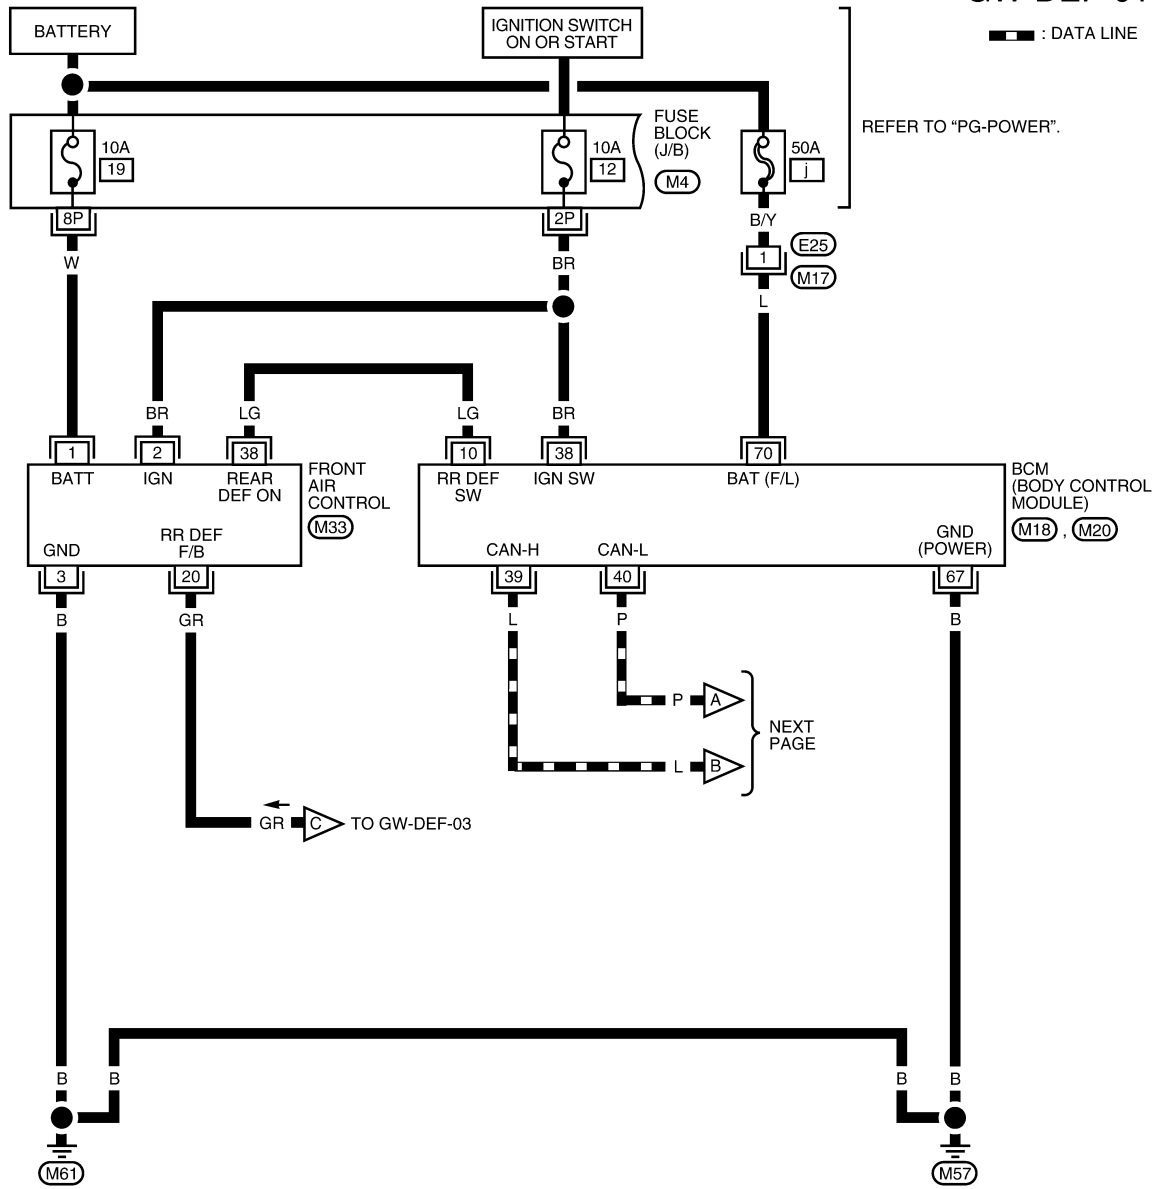 BATTERY
IGNITION SWITCH
ON OR START
: DATA LINE
REFER TO “PG-POWER”.
FUSE
BLOCK
(J/B)
M4
10A
19
10A
12
50A
j
8P
2P
B/Y
W
BR
1
E25
M17
L
BR
LG
LG
BR
1
2
38
10
38
70
BATT
IGN
REAR
DEF ON
FRONT
AIR
CONTROL
M33
RR DEF
SW
IGN SW
BAT (F/L)
BCM
(BODY CONTROL
MODULE)
M18 , M20
GND
RR DEF
F/B
CAN-H
CAN-L
GND
(POWER)
3
20
39
40
67
B
GR
L
P
B
P
A
L
B
NEXT
PAGE
GR
C
TO GW-DEF-03
B
B
B
B
M61
M57